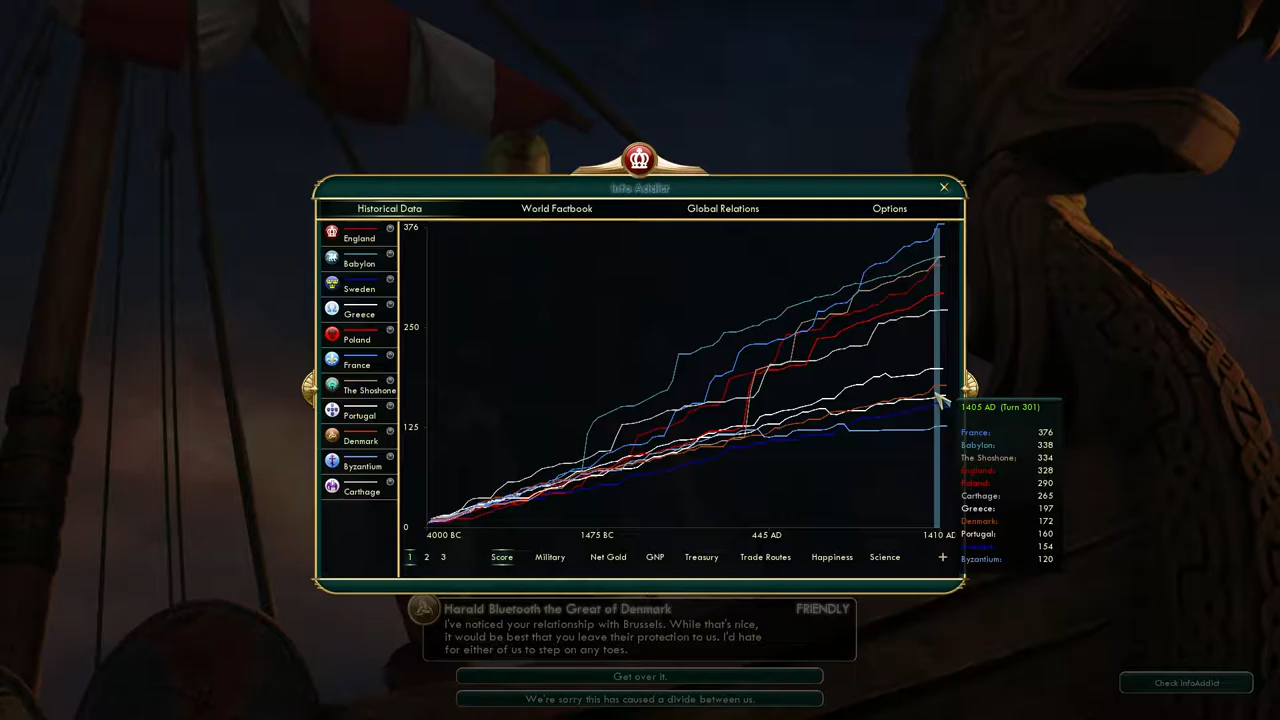 Info Addict
Historical Data World Factbook Global Relations Options
376
England
Babylon
Sweden
Greece
Poland
France
The Shoshone
Portugal
Denmark
Byzantium
Carthage
250
125
0
4000 BC 1475 BC 445 AD 1410 AD
1 2 3 Score Military Net Gold GNP Treasury Trade Routes Happiness Science +
1405 AD (Turn 301)
France: 376
Babylon: 338
The Shoshone: 334
England: 328
Poland: 290
Carthage: 265
Greece: 197
Denmark: 172
Portugal: 160
Sweden: 154
Byzantium: 120
Harald Bluetooth the Great of Denmark FRIENDLY
I've noticed your relationship with Brussels. While that's nice,
it would be best that you leave their protection to us. I'd hate
for either of us to step on any toes.
Get over it.
We're sorry this has caused a divide between us.
Check InfoAddict